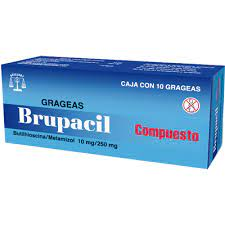 CAJA CON 10 GRAGEAS
GRAGEAS
Brupacil
Compuesto
Butilhioscina/Metamizol 10 mg/250 mg